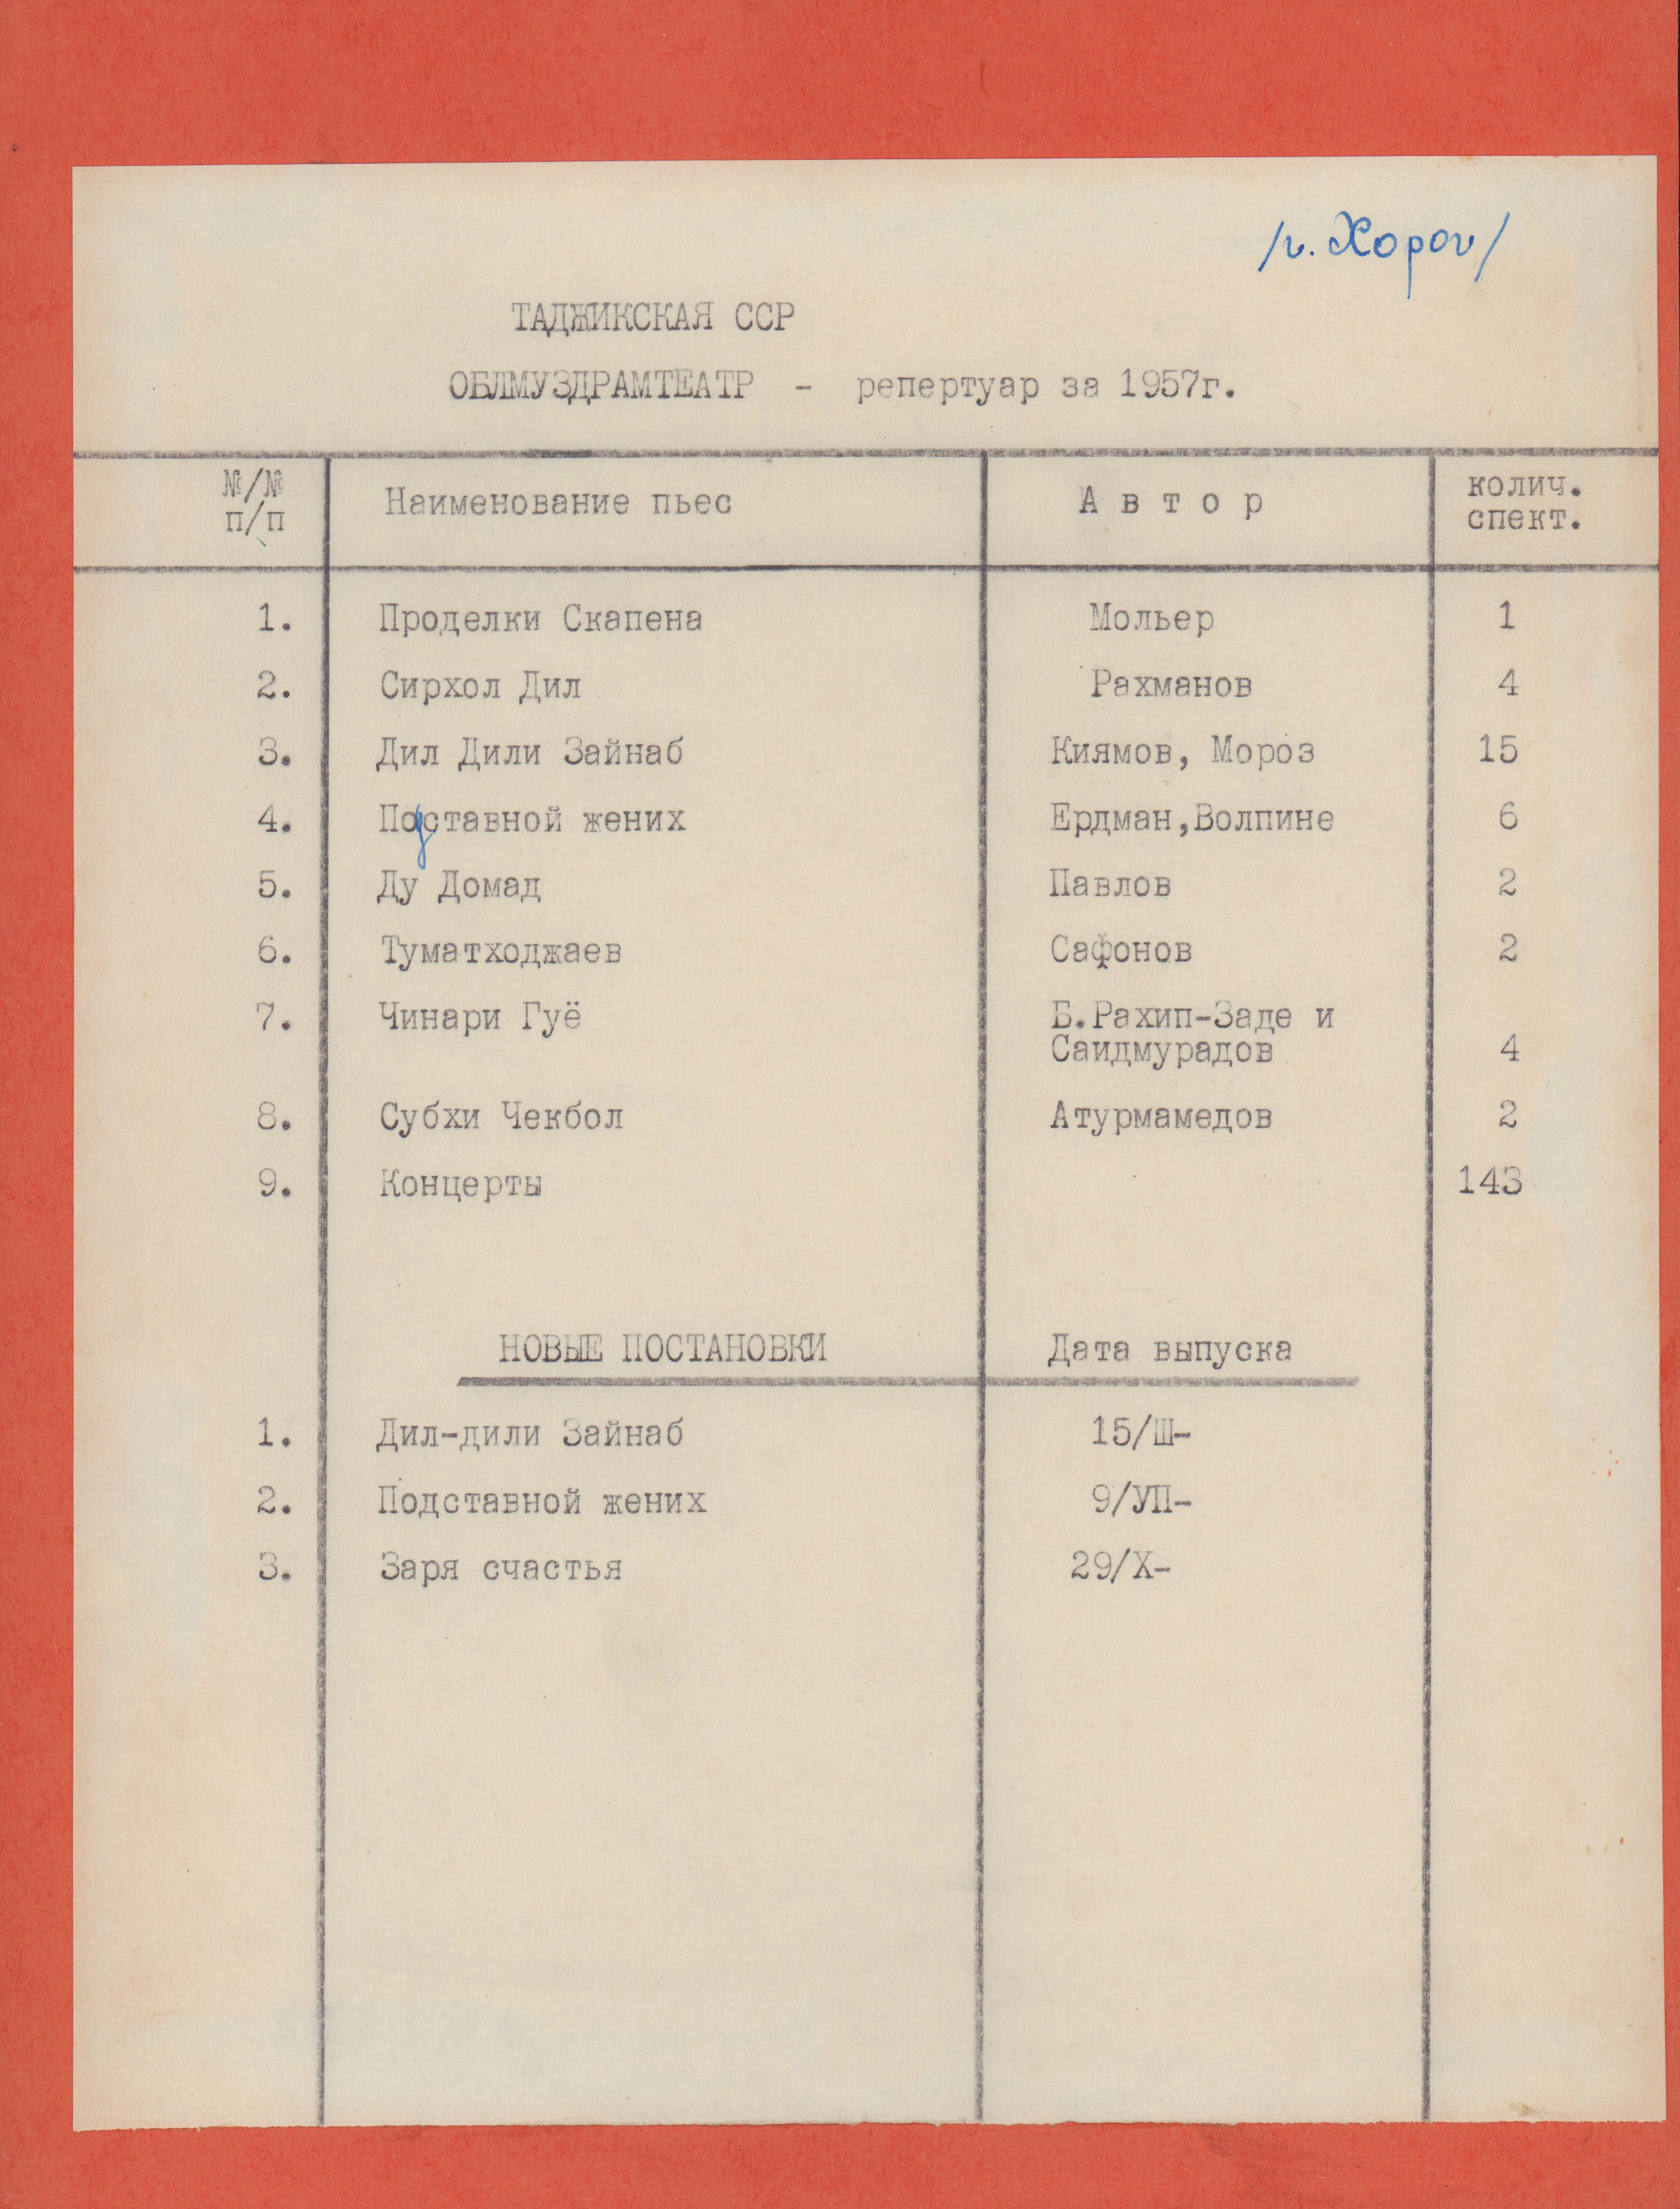 /г. Хорог/
ТАДЖИКСКАЯ ССР
ОБЛМУЗДРАМТЕАТР - репертуар за 1957г.
№/№ п/п Наименование пьес Автор колич. спект.
1. Проделки Скапена Мольер 1
2. Сирхол Дил Рахманов 4
3. Дил Дили Зайнаб Киямов, Мороз 15
4. Подставной жених Ердман,Волпине 6
5. Ду Домад Павлов 2
6. Туматходжаев Сафонов 2
7. Чинари Гуё Б.Рахип-Заде и
Саидмурадов 4
8. Субхи Чекбол Атурмамедов 2
9. Концерты 143
НОВЫЕ ПОСТАНОВКИ Дата выпуска
1. Дил-дили Зайнаб 15/Ш-
2. Подставной жених 9/УП-
3. Заря счастья 29/Х-